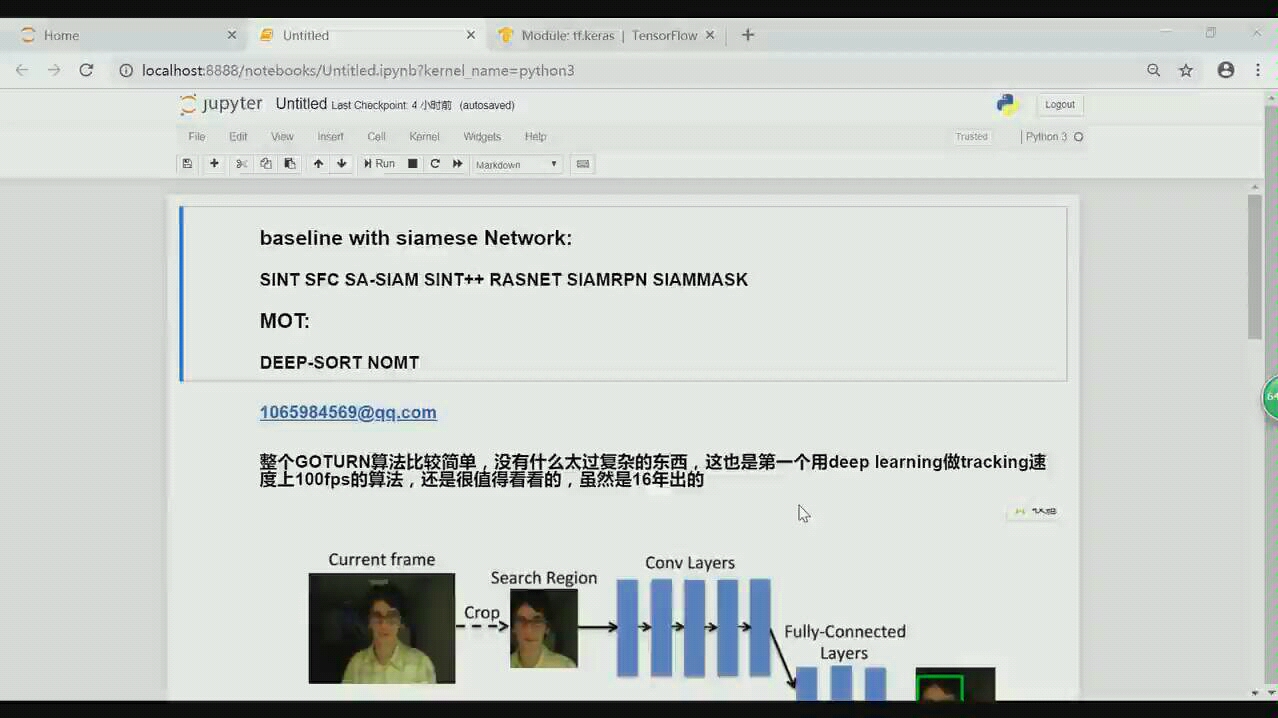 Home
Untitled
Module: tf.keras | TensorFlow
localhost:8888/notebooks/Untitled.ipynb?kernel_name=python3
jupyter Untitled Last Checkpoint: 4 小时前 (autosaved)
Logout
File Edit View Insert Cell Kernel Widgets Help
Trusted
Python 3
Run
Markdown
baseline with siamese Network:
SINT SFC SA-SIAM SINT++ RASNET SIAMRPN SIAMMASK
MOT:
DEEP-SORT NOMT
1065984569@qq.com
整个GOTURN算法比较简单，没有什么太过复杂的东西，这也是第一个用deep learning做tracking速
度上100fps的算法，还是很值得看看的，虽然是16年出的
Current frame
Search Region
Conv Layers
Crop
Fully-Connected
Layers